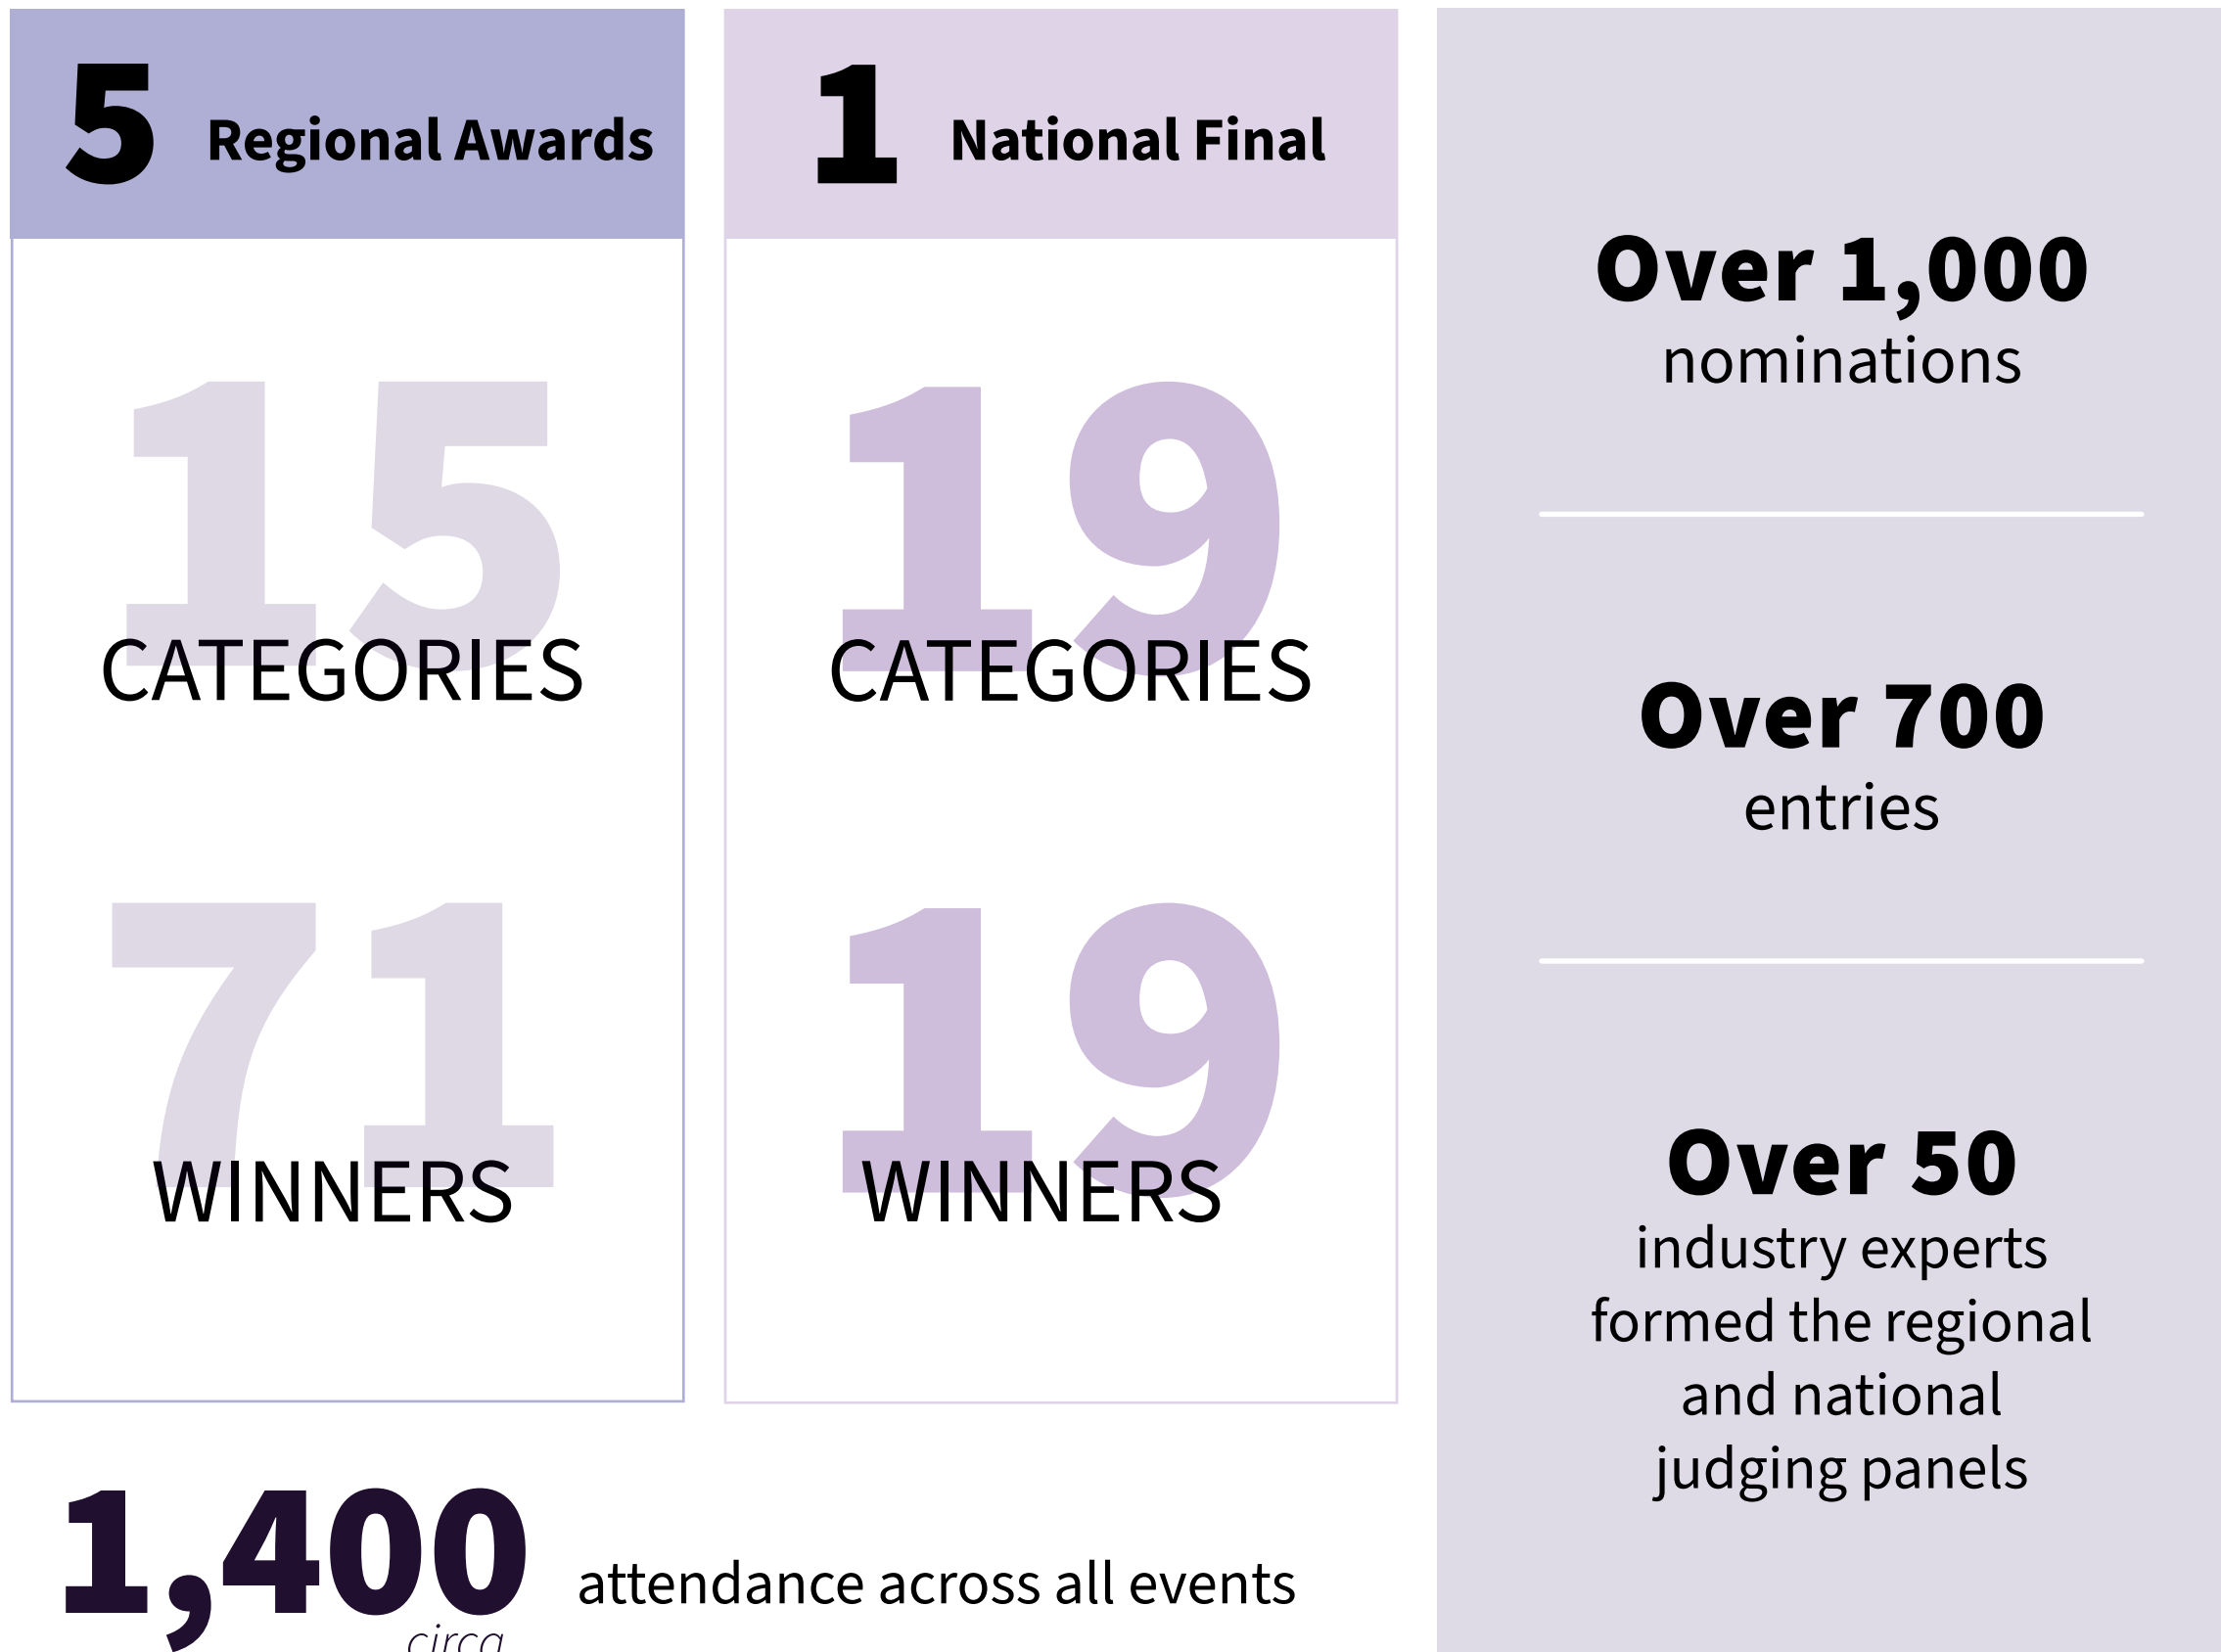 5 Regional Awards
15
CATEGORIES
71
WINNERS
1 National Final
19
CATEGORIES
19
WINNERS
1,400 attendance across all events
circa
Over 1,000
nominations
Over 700
entries
Over 50
industry experts
formed the regional
and national
judging panels